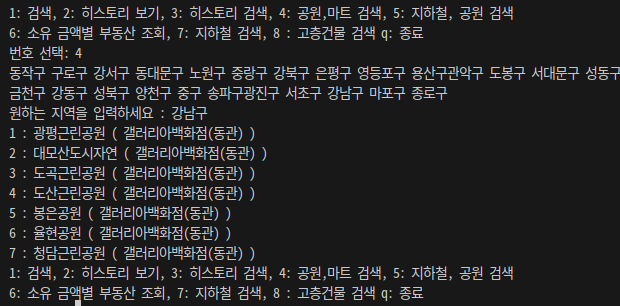 1: 검색, 2: 히스토리 보기, 3: 히스토리 검색, 4: 공원,마트 검색, 5: 지하철, 공원 검색
6: 소유 금액별 부동산 조회, 7: 지하철 검색, 8 : 고층건물 검색 q: 종료
번호 선택: 4
동작구 구로구 강서구 동대문구 노원구 중랑구 강북구 은평구 영등포구 용산구관악구 도봉구 서대문구 성동구
금천구 강동구 성북구 양천구 중구 송파구광진구 서초구 강남구 마포구 종로구
원하는 지역을 입력하세요 : 강남구
1 : 광평근린공원 ( 갤러리아백화점(동관) )
2 : 대모산도시자연 ( 갤러리아백화점(동관) )
3 : 도곡근린공원 ( 갤러리아백화점(동관) )
4 : 도산근린공원 ( 갤러리아백화점(동관) )
5 : 봉은공원 ( 갤러리아백화점(동관) )
6 : 율현공원 ( 갤러리아백화점(동관) )
7 : 청담근린공원 ( 갤러리아백화점(동관) )
1: 검색, 2: 히스토리 보기, 3: 히스토리 검색, 4: 공원,마트 검색, 5: 지하철, 공원 검색
6: 소유 금액별 부동산 조회, 7: 지하철 검색, 8 : 고층건물 검색 q: 종료